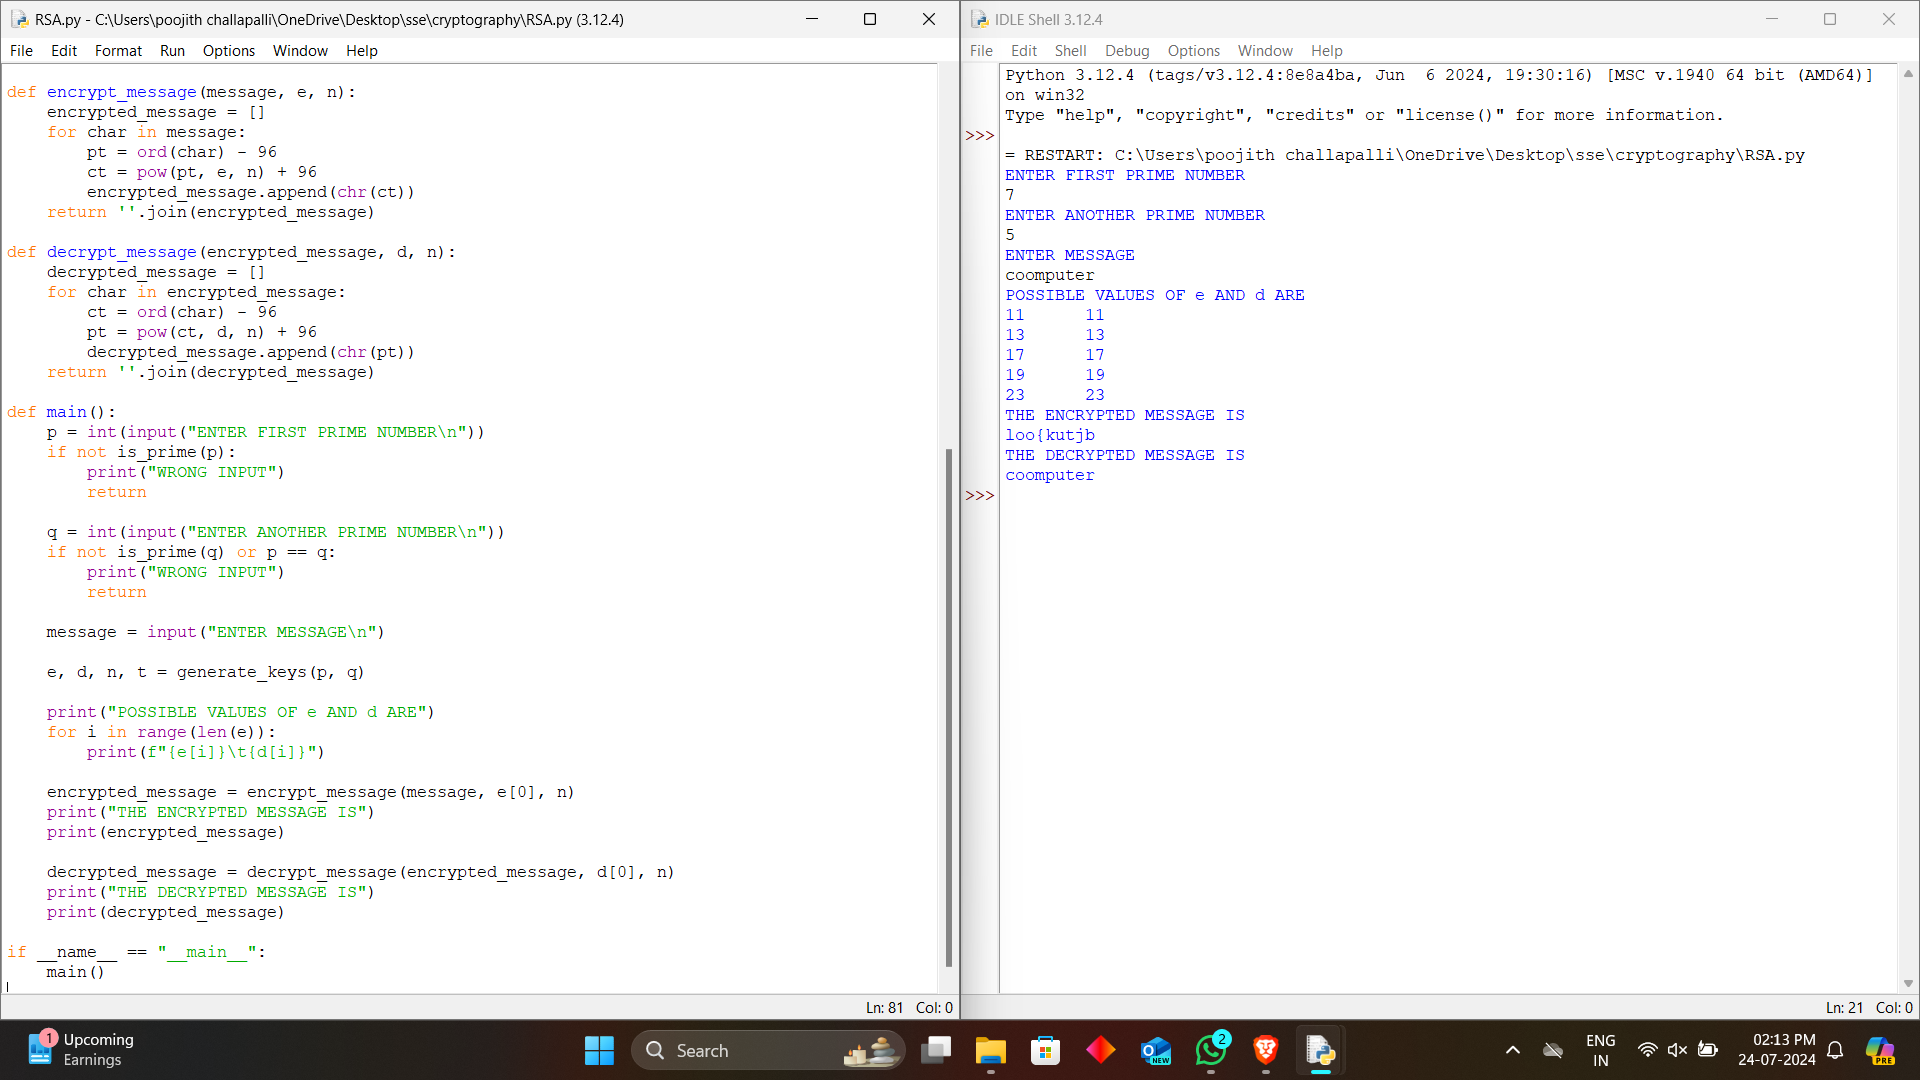 RSA.py - C:\Users\poojith challapalli\OneDrive\Desktop\sse\cryptography\RSA.py (3.12.4)
File Edit Format Run Options Window Help
def encrypt_message(message, e, n):
    encrypted_message = []
    for char in message:
        pt = ord(char) - 96
        ct = pow(pt, e, n) + 96
        encrypted_message.append(chr(ct))
    return ''.join(encrypted_message)
def decrypt_message(encrypted_message, d, n):
    decrypted_message = []
    for char in encrypted_message:
        ct = ord(char) - 96
        pt = pow(ct, d, n) + 96
        decrypted_message.append(chr(pt))
    return ''.join(decrypted_message)
def main():
    p = int(input("ENTER FIRST PRIME NUMBER\n"))
    if not is_prime(p):
        print("WRONG INPUT")
        return
    q = int(input("ENTER ANOTHER PRIME NUMBER\n"))
    if not is_prime(q) or p == q:
        print("WRONG INPUT")
        return
    message = input("ENTER MESSAGE\n")
    e, d, n, t = generate_keys(p, q)
    print("POSSIBLE VALUES OF e AND d ARE")
    for i in range(len(e)):
        print(f"{e[i]}\t{d[i]}")
    encrypted_message = encrypt_message(message, e[0], n)
    print("THE ENCRYPTED MESSAGE IS")
    print(encrypted_message)
    decrypted_message = decrypt_message(encrypted_message, d[0], n)
    print("THE DECRYPTED MESSAGE IS")
    print(decrypted_message)
if __name__ == "__main__":
    main()
Ln: 81 Col: 0
IDLE Shell 3.12.4
File Edit Shell Debug Options Window Help
Python 3.12.4 (tags/v3.12.4:8e8a4ba, Jun  6 2024, 19:30:16) [MSC v.1940 64 bit (AMD64)]
on win32
Type "help", "copyright", "credits" or "license()" for more information.
>>>
= RESTART: C:\Users\poojith challapalli\OneDrive\Desktop\sse\cryptography\RSA.py
ENTER FIRST PRIME NUMBER
7
ENTER ANOTHER PRIME NUMBER
5
ENTER MESSAGE
coomputer
POSSIBLE VALUES OF e AND d ARE
11      11
13      13
17      17
19      19
23      23
THE ENCRYPTED MESSAGE IS
loo{kutjb
THE DECRYPTED MESSAGE IS
coomputer
>>>
Ln: 21 Col: 0
1
Upcoming
Earnings
Search
NEW
2
ENG
IN
02:13 PM
24-07-2024
PRE